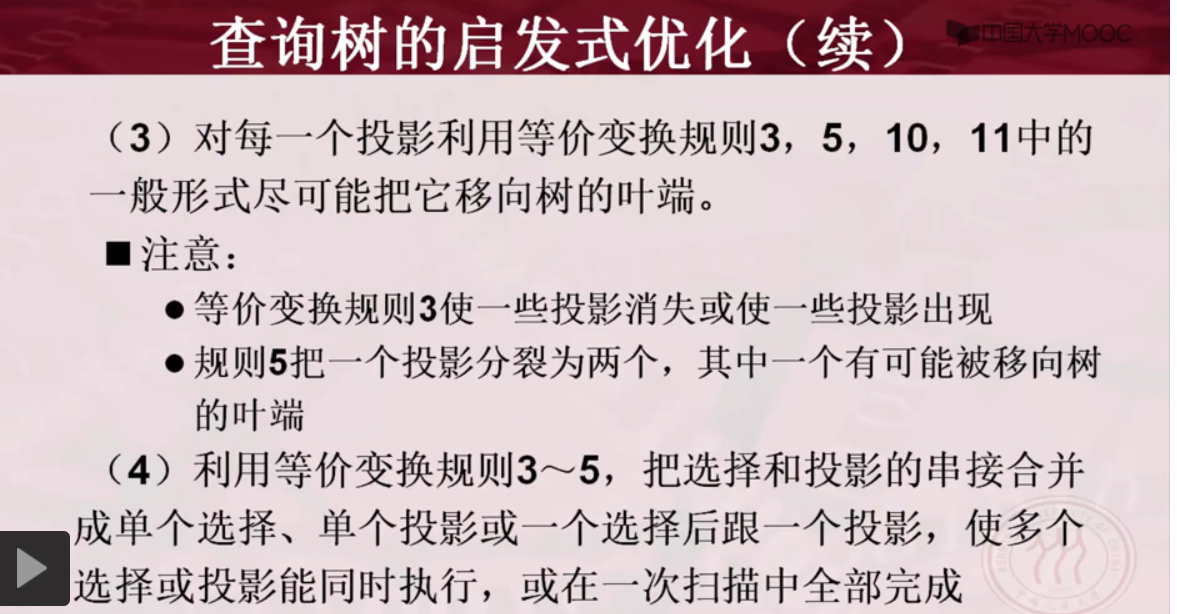 查询树的启发式优化（续）
中国大学MOOC
（3）对每一个投影利用等价变换规则3，5，10，11中的
一般形式尽可能把它移向树的叶端。
■注意：
●等价变换规则3使一些投影消失或使一些投影出现
●规则5把一个投影分裂为两个，其中一个有可能被移向树
的叶端
（4）利用等价变换规则3～5，把选择和投影的串接合并
成单个选择、单个投影或一个选择后跟一个投影，使多个
选择或投影能同时执行，或在一次扫描中全部完成